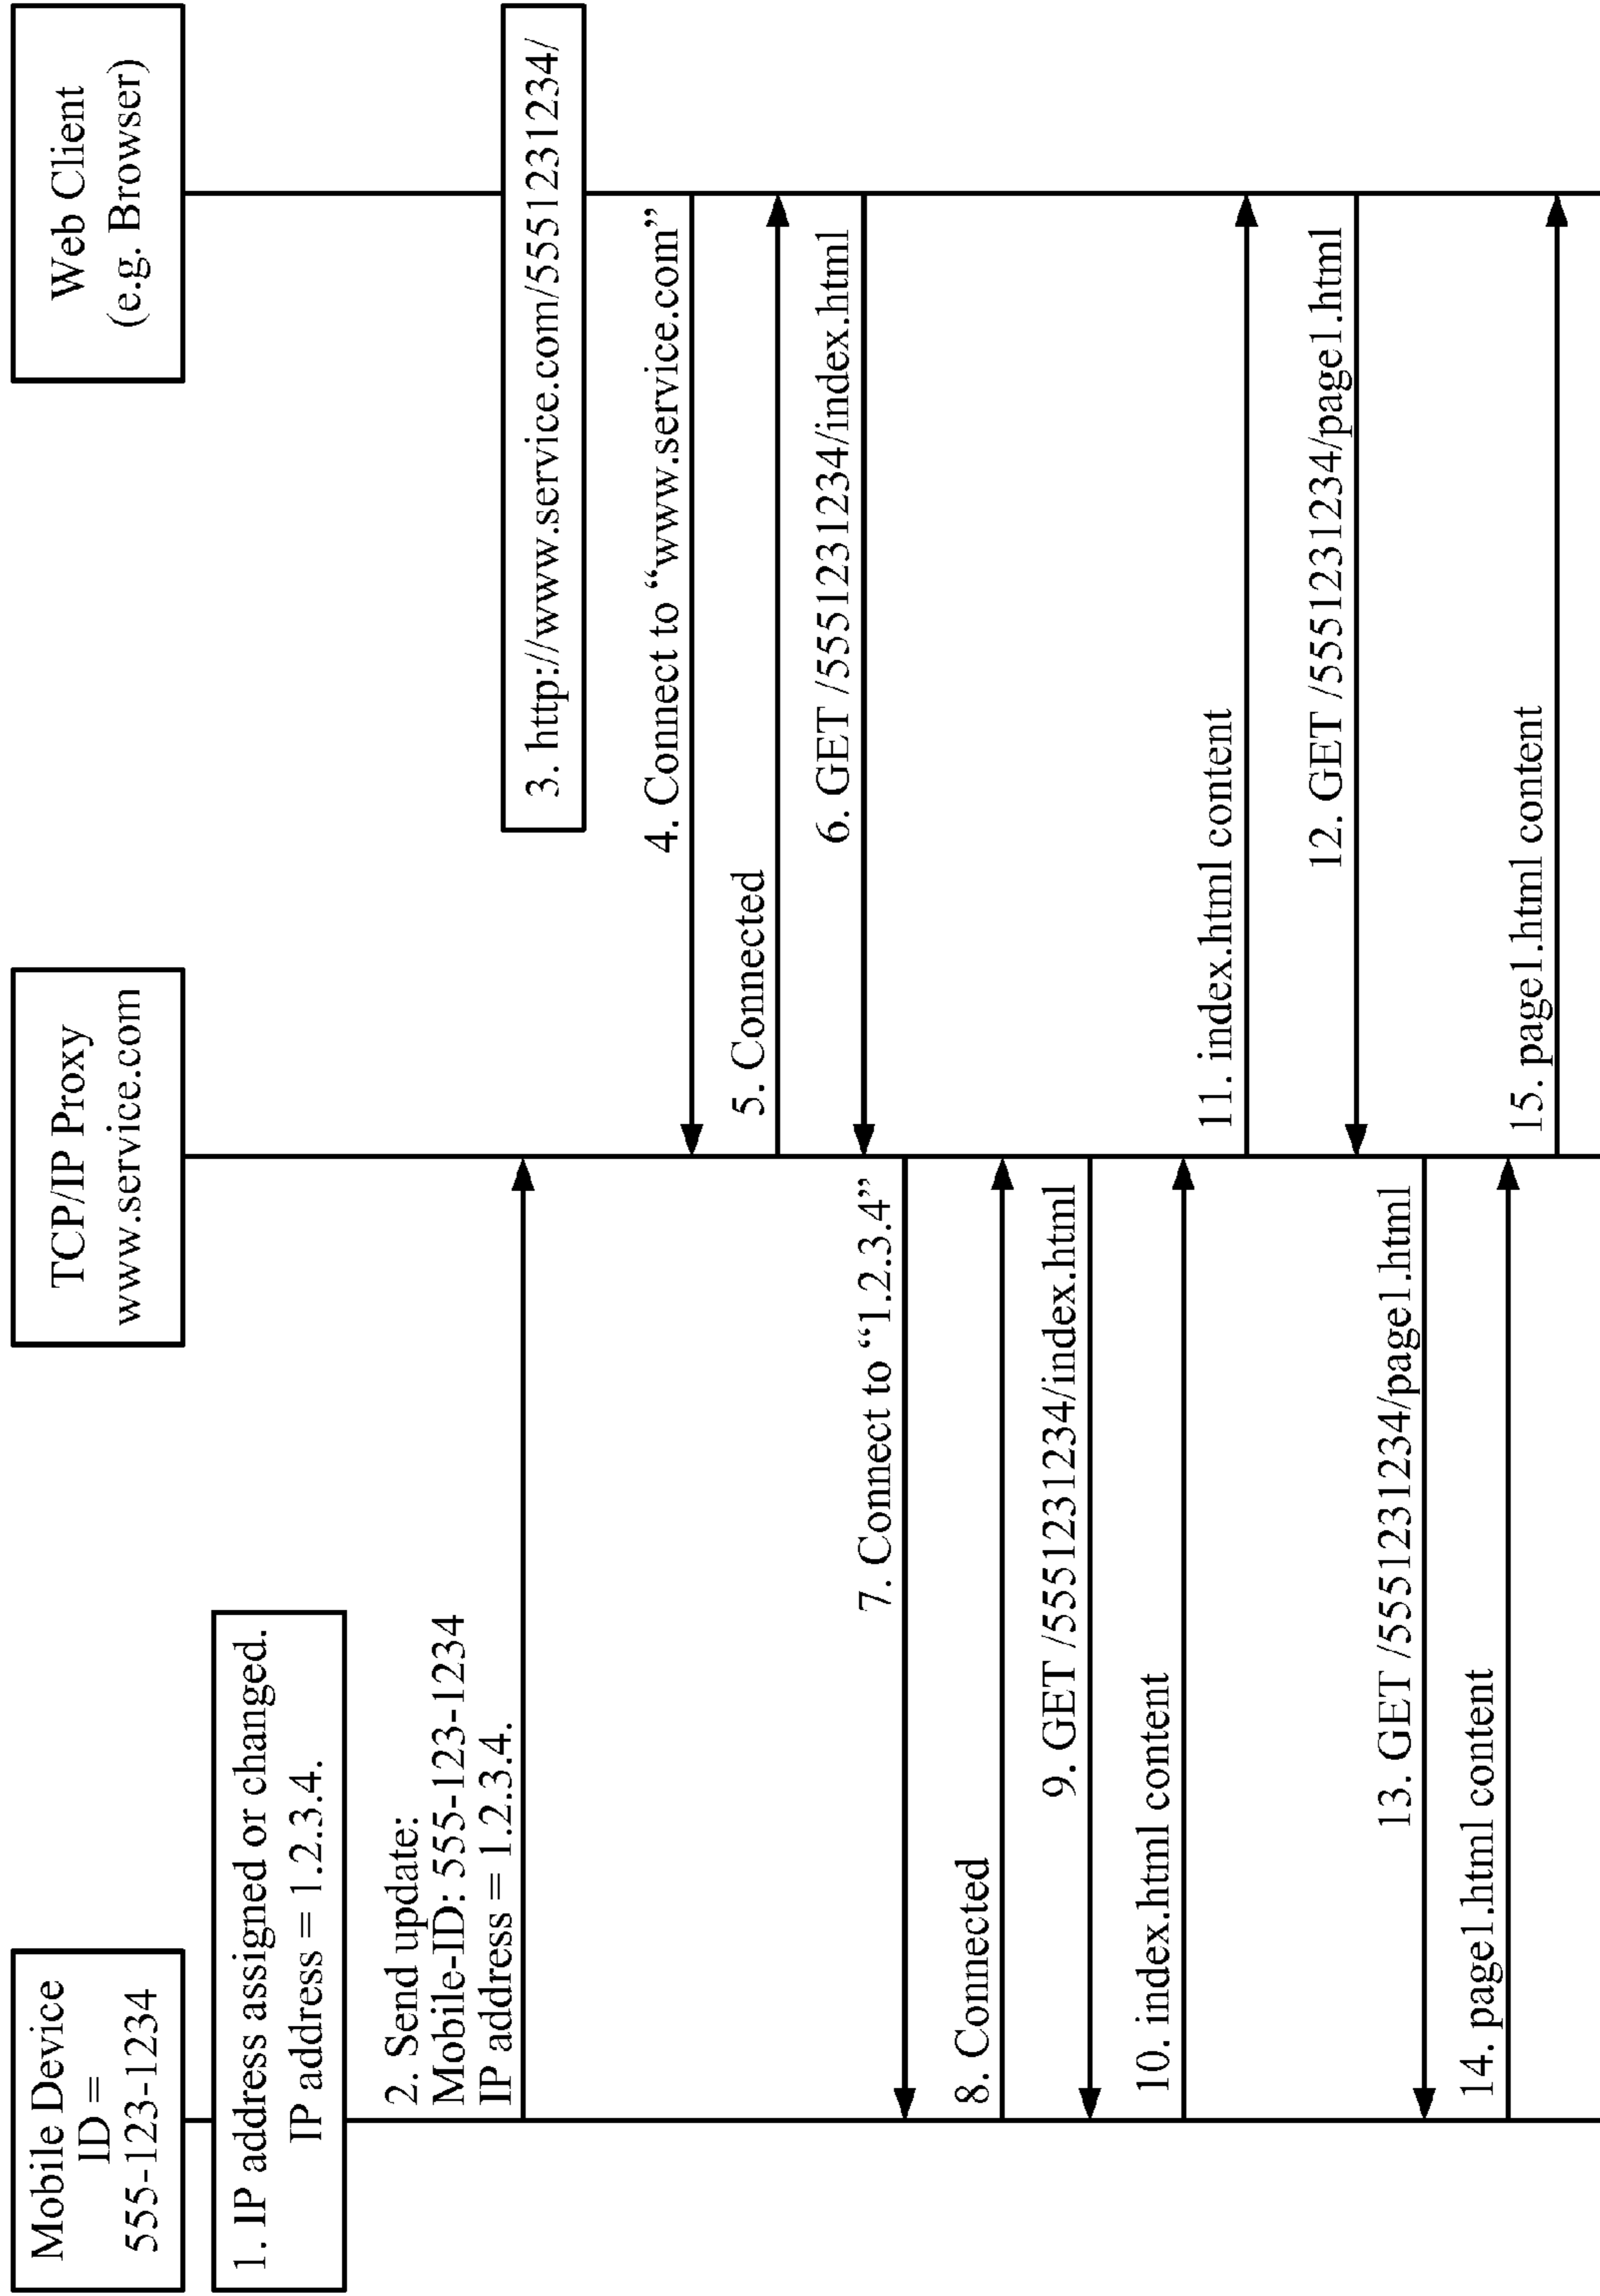 Mobile Device
ID =
555-123-1234
TCP/IP Proxy
www.service.com
Web Client
(e.g. Browser)
1. IP address assigned or changed.
IP address = 1.2.3.4.
2. Send update:
Mobile-ID: 555-123-1234
IP address = 1.2.3.4.
3. http://www.service.com/5551231234/
4. Connect to “www.service.com”
5. Connected
6. GET /5551231234/index.html
7. Connect to “1.2.3.4”
8. Connected
9. GET /5551231234/index.html
10. index.html content
11. index.html content
12. GET /5551231234/page1.html
13. GET /5551231234/page1.html
14. page1.html content
15. page1.html content